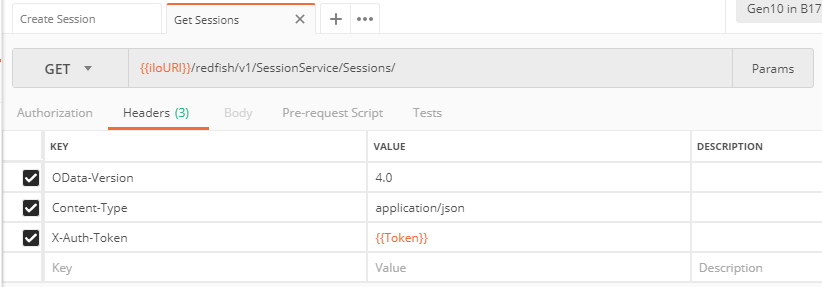 Create Session
Get Sessions
Gen10 in B17
GET
{{iloURI}}/redfish/v1/SessionService/Sessions/
Params
Authorization
Headers (3)
Body
Pre-request Script
Tests
KEY VALUE DESCRIPTION
OData-Version 4.0
Content-Type application/json
X-Auth-Token {{Token}}
Key Value Description